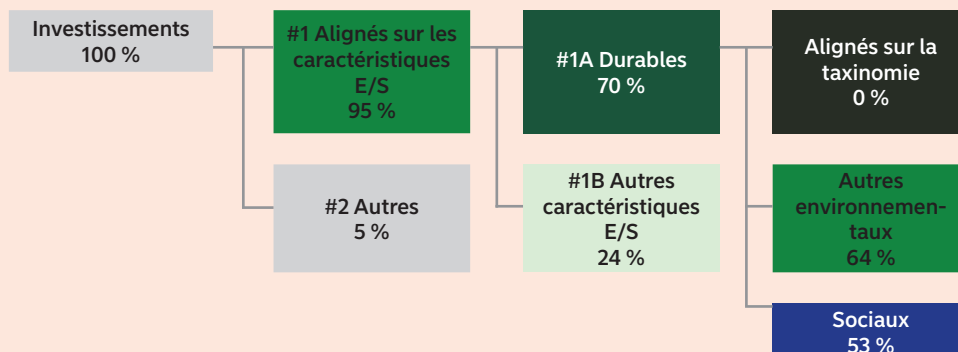 Investissements
100 %
#1 Alignés sur les
caractéristiques
E/S
95 %
#1A Durables
70 %
Alignés sur la
taxinomie
0 %
#2 Autres
5 %
#1B Autres
caractéristiques
E/S
24 %
Autres
environnemen-
taux
64 %
Sociaux
53 %